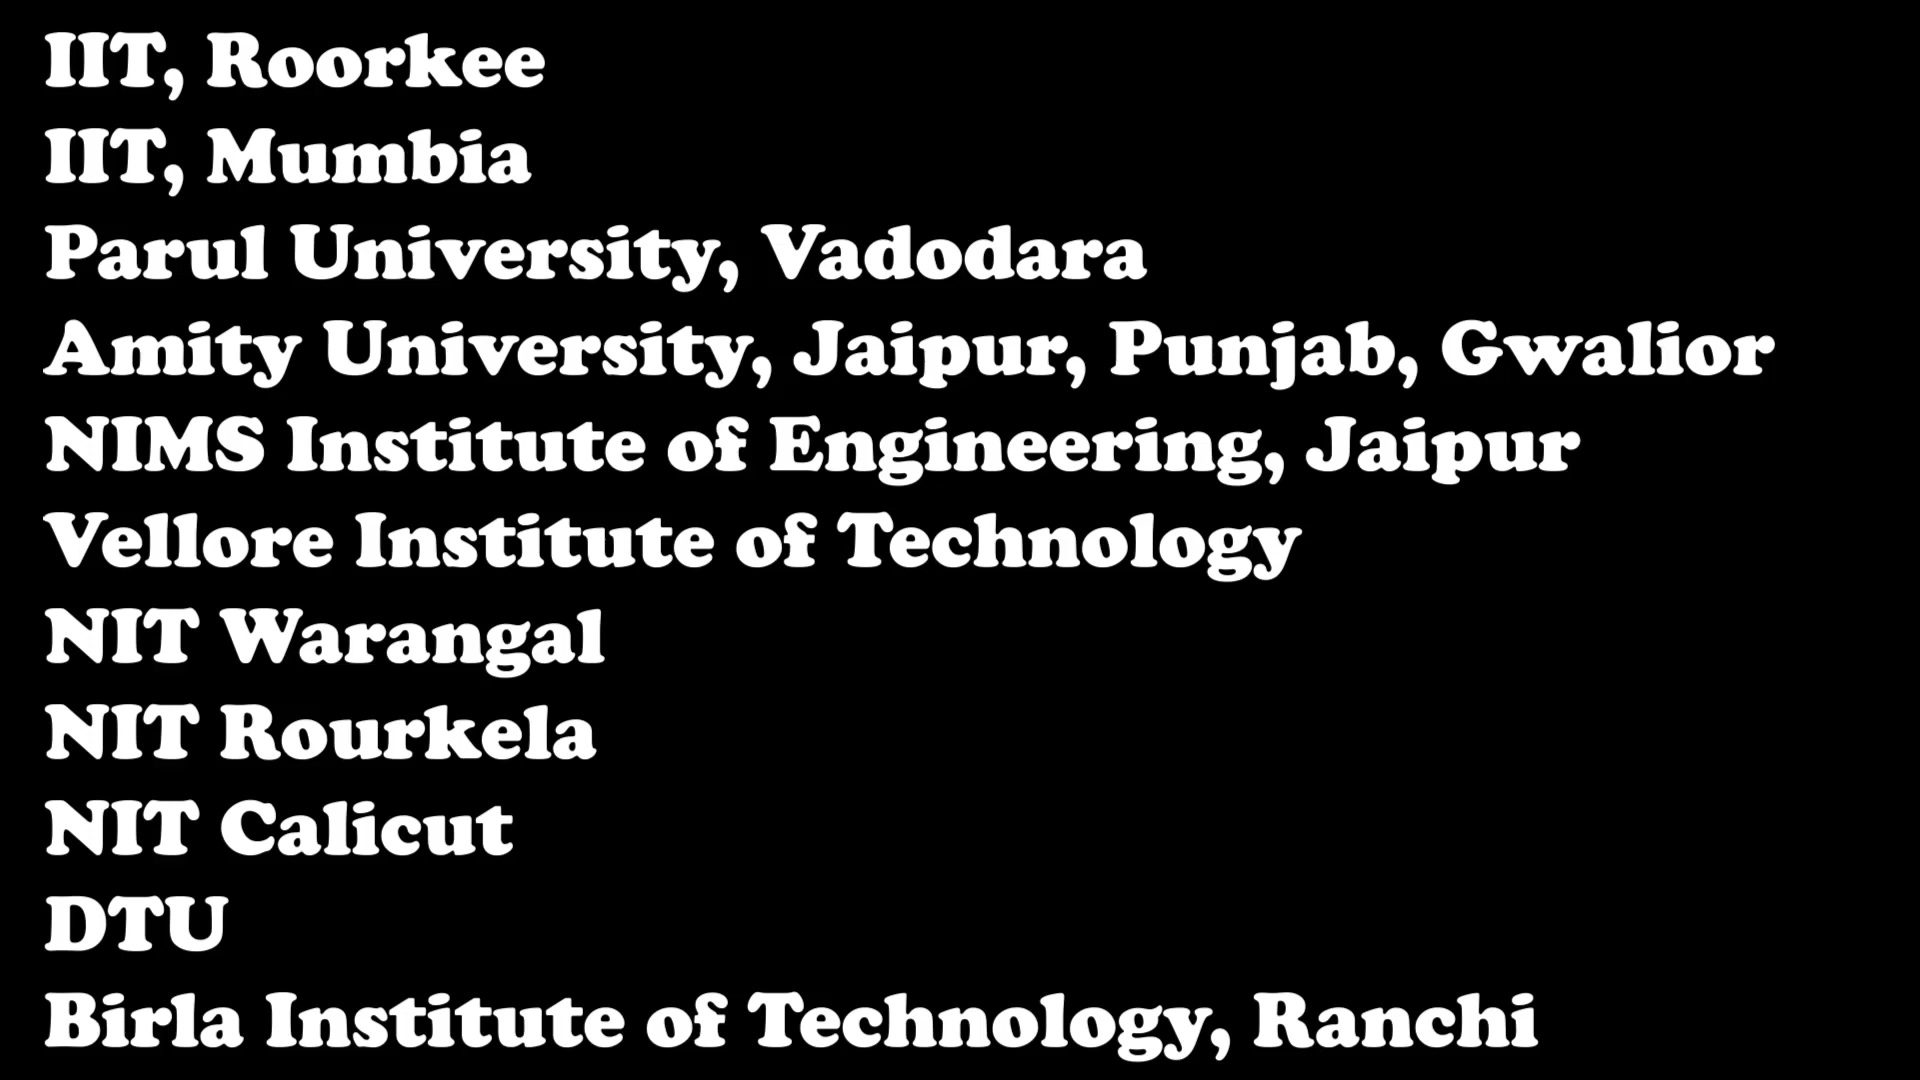 IIT, Roorkee
IIT, Mumbia
Parul University, Vadodara
Amity University, Jaipur, Punjab, Gwalior
NIMS Institute of Engineering, Jaipur
Vellore Institute of Technology
NIT Warangal
NIT Rourkela
NIT Calicut
DTU
Birla Institute of Technology, Ranchi